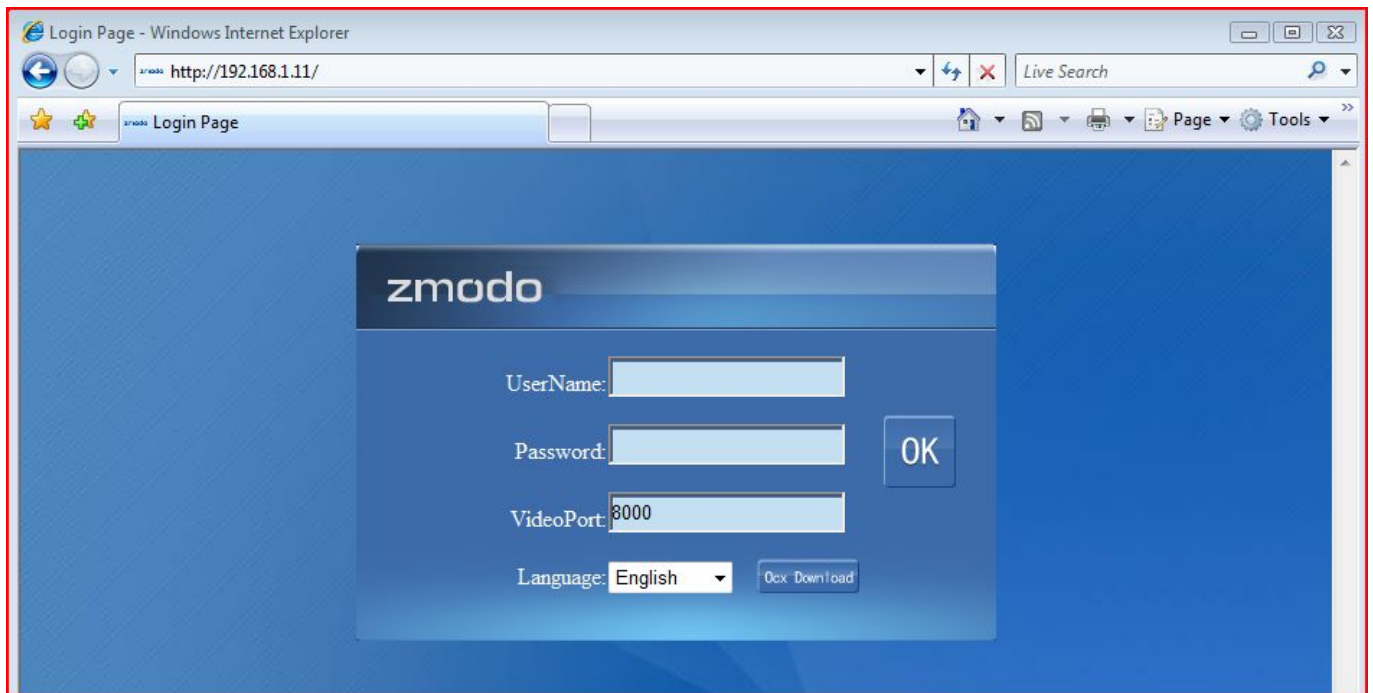 Login Page - Windows Internet Explorer
http://192.168.1.11/
Live Search
Login Page
Page
Tools
zmodo
UserName:
Password:
OK
VideoPort: 8000
Language: English
Ocx Download